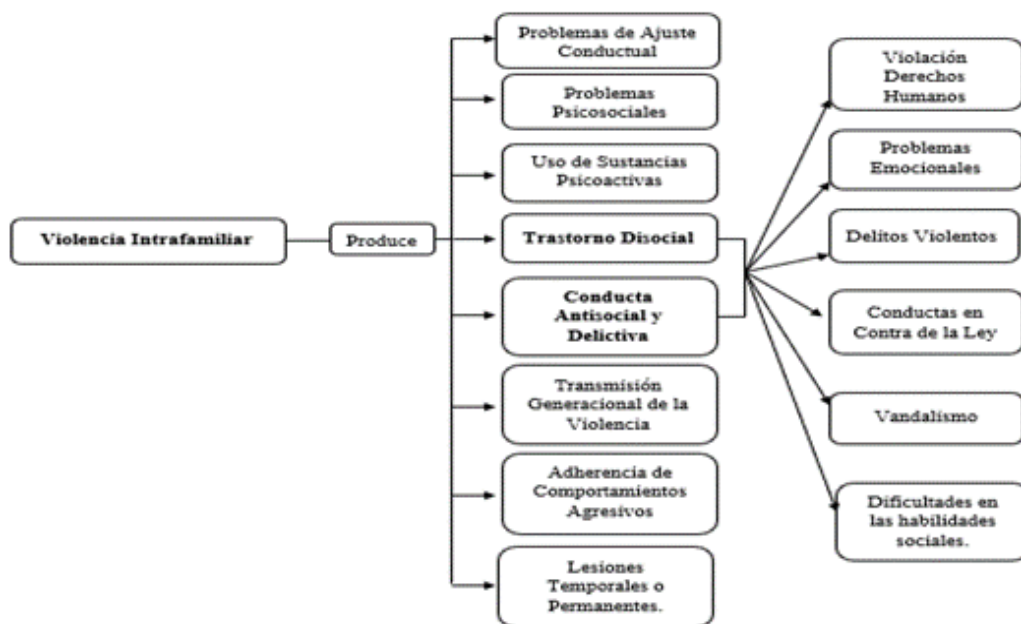 Violencia Intrafamiliar
Produce
Problemas de Ajuste
Conductual
Problemas
Psicosociales
Uso de Sustancias
Psicoactivas
Trastorno Disocial
Conducta
Antisocial y
Delictiva
Transmisión
Generacional de la
Violencia
Adherencia de
Comportamientos
Agresivos
Lesiones
Temporales o
Permanentes.
Violación
Derechos
Humanos
Problemas
Emocionales
Delitos Violentos
Conductas en
Contra de la Ley
Vandalismo
Dificultades en
las habilidades
sociales.